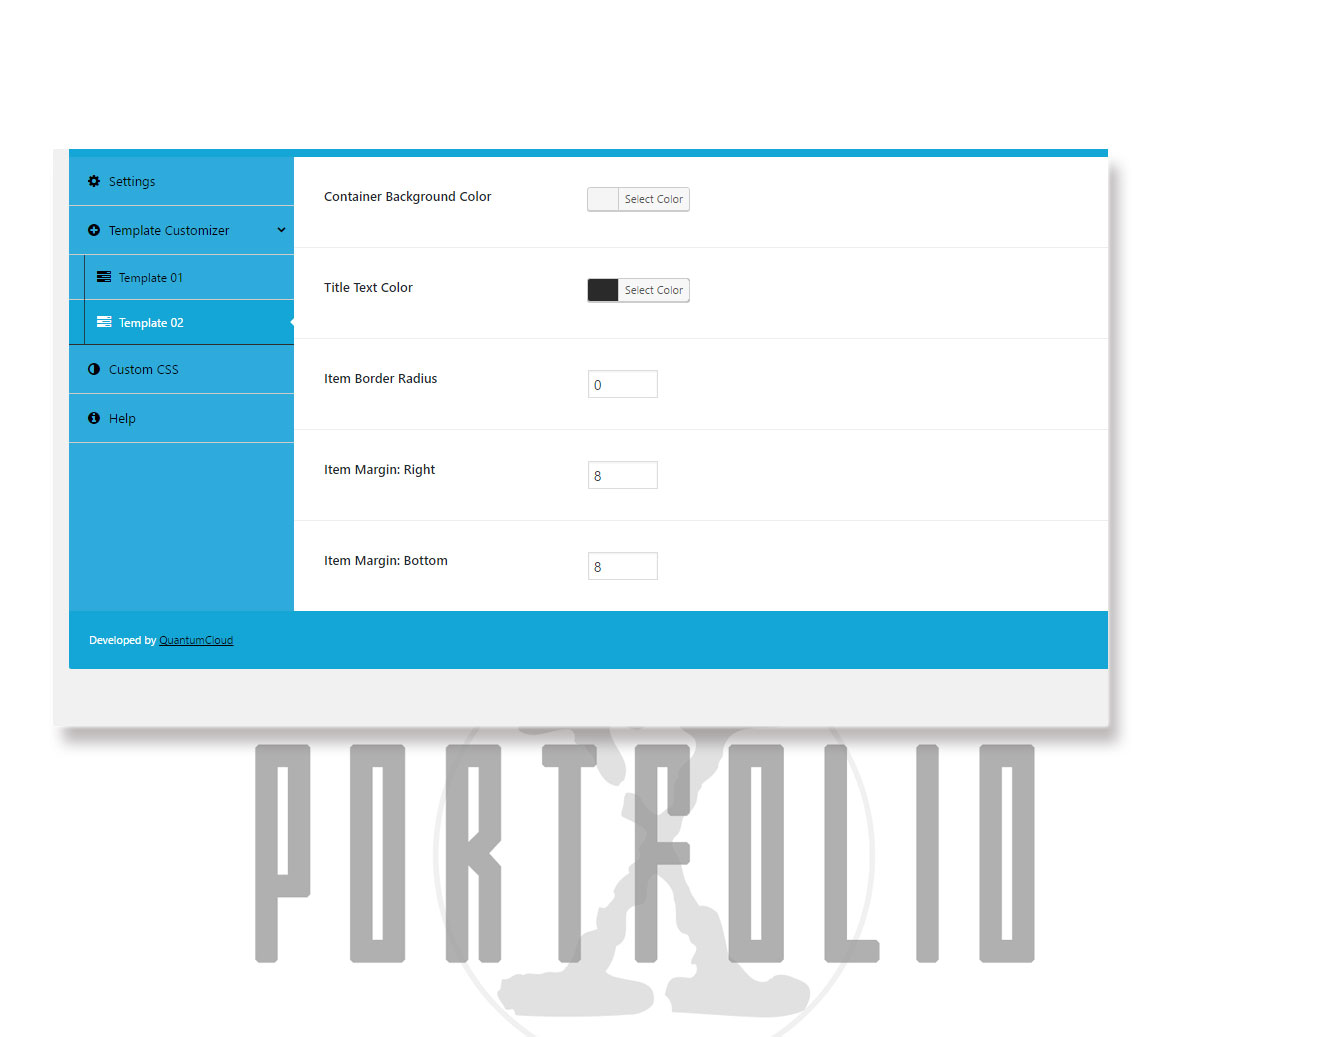 Settings
Template Customizer
Template 01
Template 02
Custom CSS
Help
Container Background Color
Select Color
Title Text Color
Select Color
Item Border Radius
0
Item Margin: Right
8
Item Margin: Bottom
8
Developed by QuantumCloud
PORTFOLIO